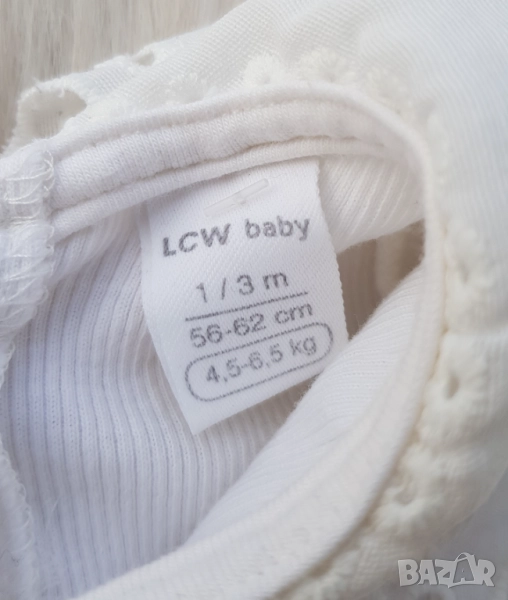 LCW baby
1 / 3 m
56-62 cm
4,5-6,5 kg
BAZAR